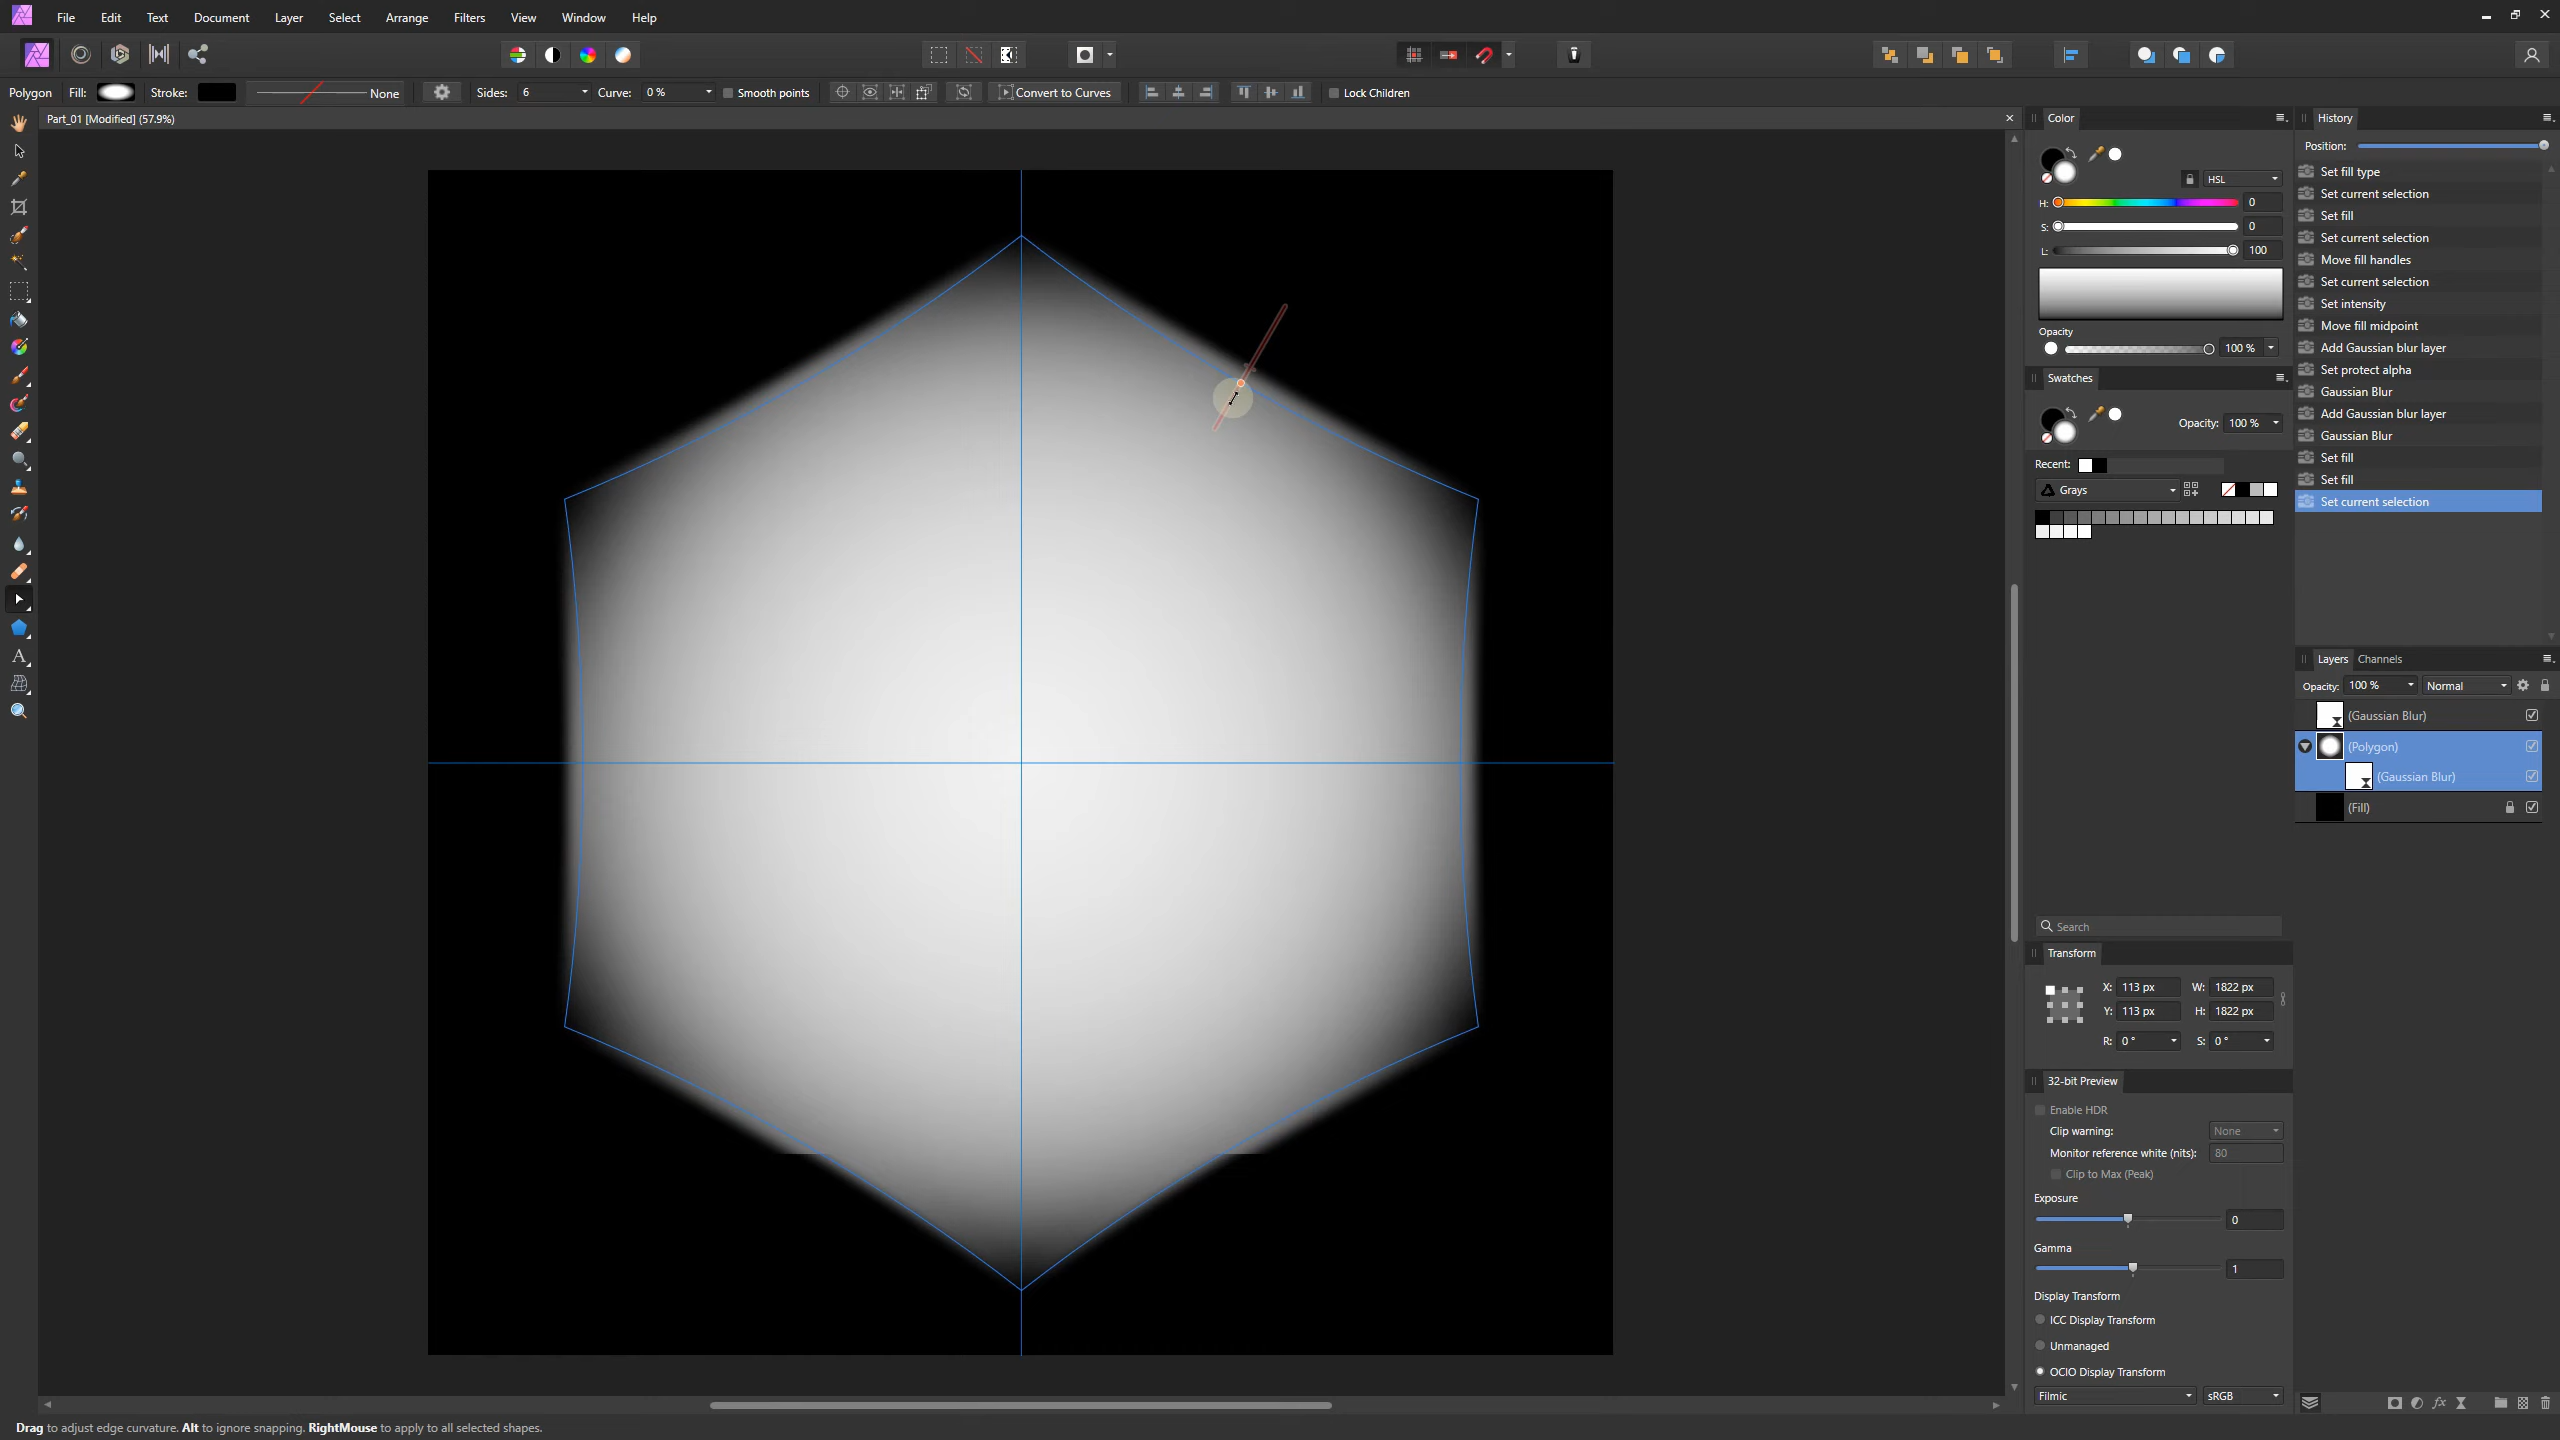 File Edit Text Document Layer Select Arrange Filters View Window Help
Polygon Fill: Stroke: None Sides: 6 Curve: 0 % Smooth points Convert to Curves Lock Children
Part_01 [Modified] (57.9%)
Color
HSL
H: 0
S: 0
L: 100
Opacity
100 %
Swatches
Opacity: 100 %
Recent:
Grays
Search
Transform
X: 113 px W: 1822 px
Y: 113 px H: 1822 px
R: 0 ° S: 0 °
32-bit Preview
Enable HDR
Clip warning: None
Monitor reference white (nits): 80
Clip to Max (Peak)
Exposure
0
Gamma
1
Display Transform
ICC Display Transform
Unmanaged
OCIO Display Transform
Filmic sRGB
History
Position:
Set fill type
Set current selection
Set fill
Set current selection
Move fill handles
Set current selection
Set intensity
Move fill midpoint
Add Gaussian blur layer
Set protect alpha
Gaussian Blur
Add Gaussian blur layer
Gaussian Blur
Set fill
Set fill
Set current selection
Layers Channels
Opacity: 100 % Normal
(Gaussian Blur)
(Polygon)
(Gaussian Blur)
(Fill)
Drag to adjust edge curvature. Alt to ignore snapping. RightMouse to apply to all selected shapes.